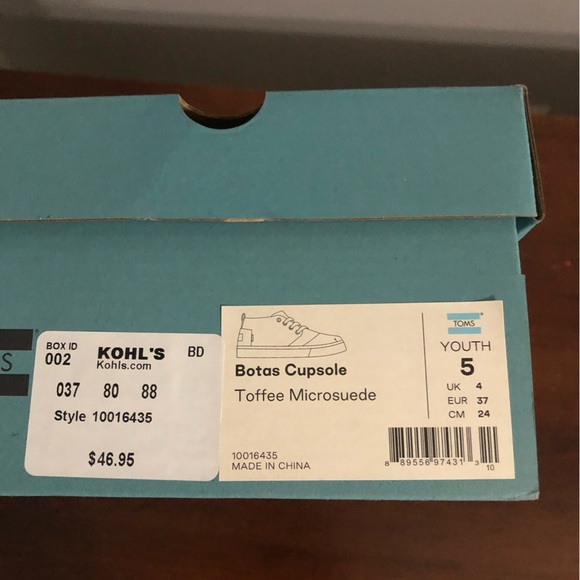 S
BOX ID
002
KOHL'S
Kohls.com
BD
037 80 88
Style 10016435
$46.95
Botas Cupsole
Toffee Microsuede
10016435
MADE IN CHINA
TOMS
YOUTH
5
UK 4
EUR 37
CM 24
8 89556 97431 3
10